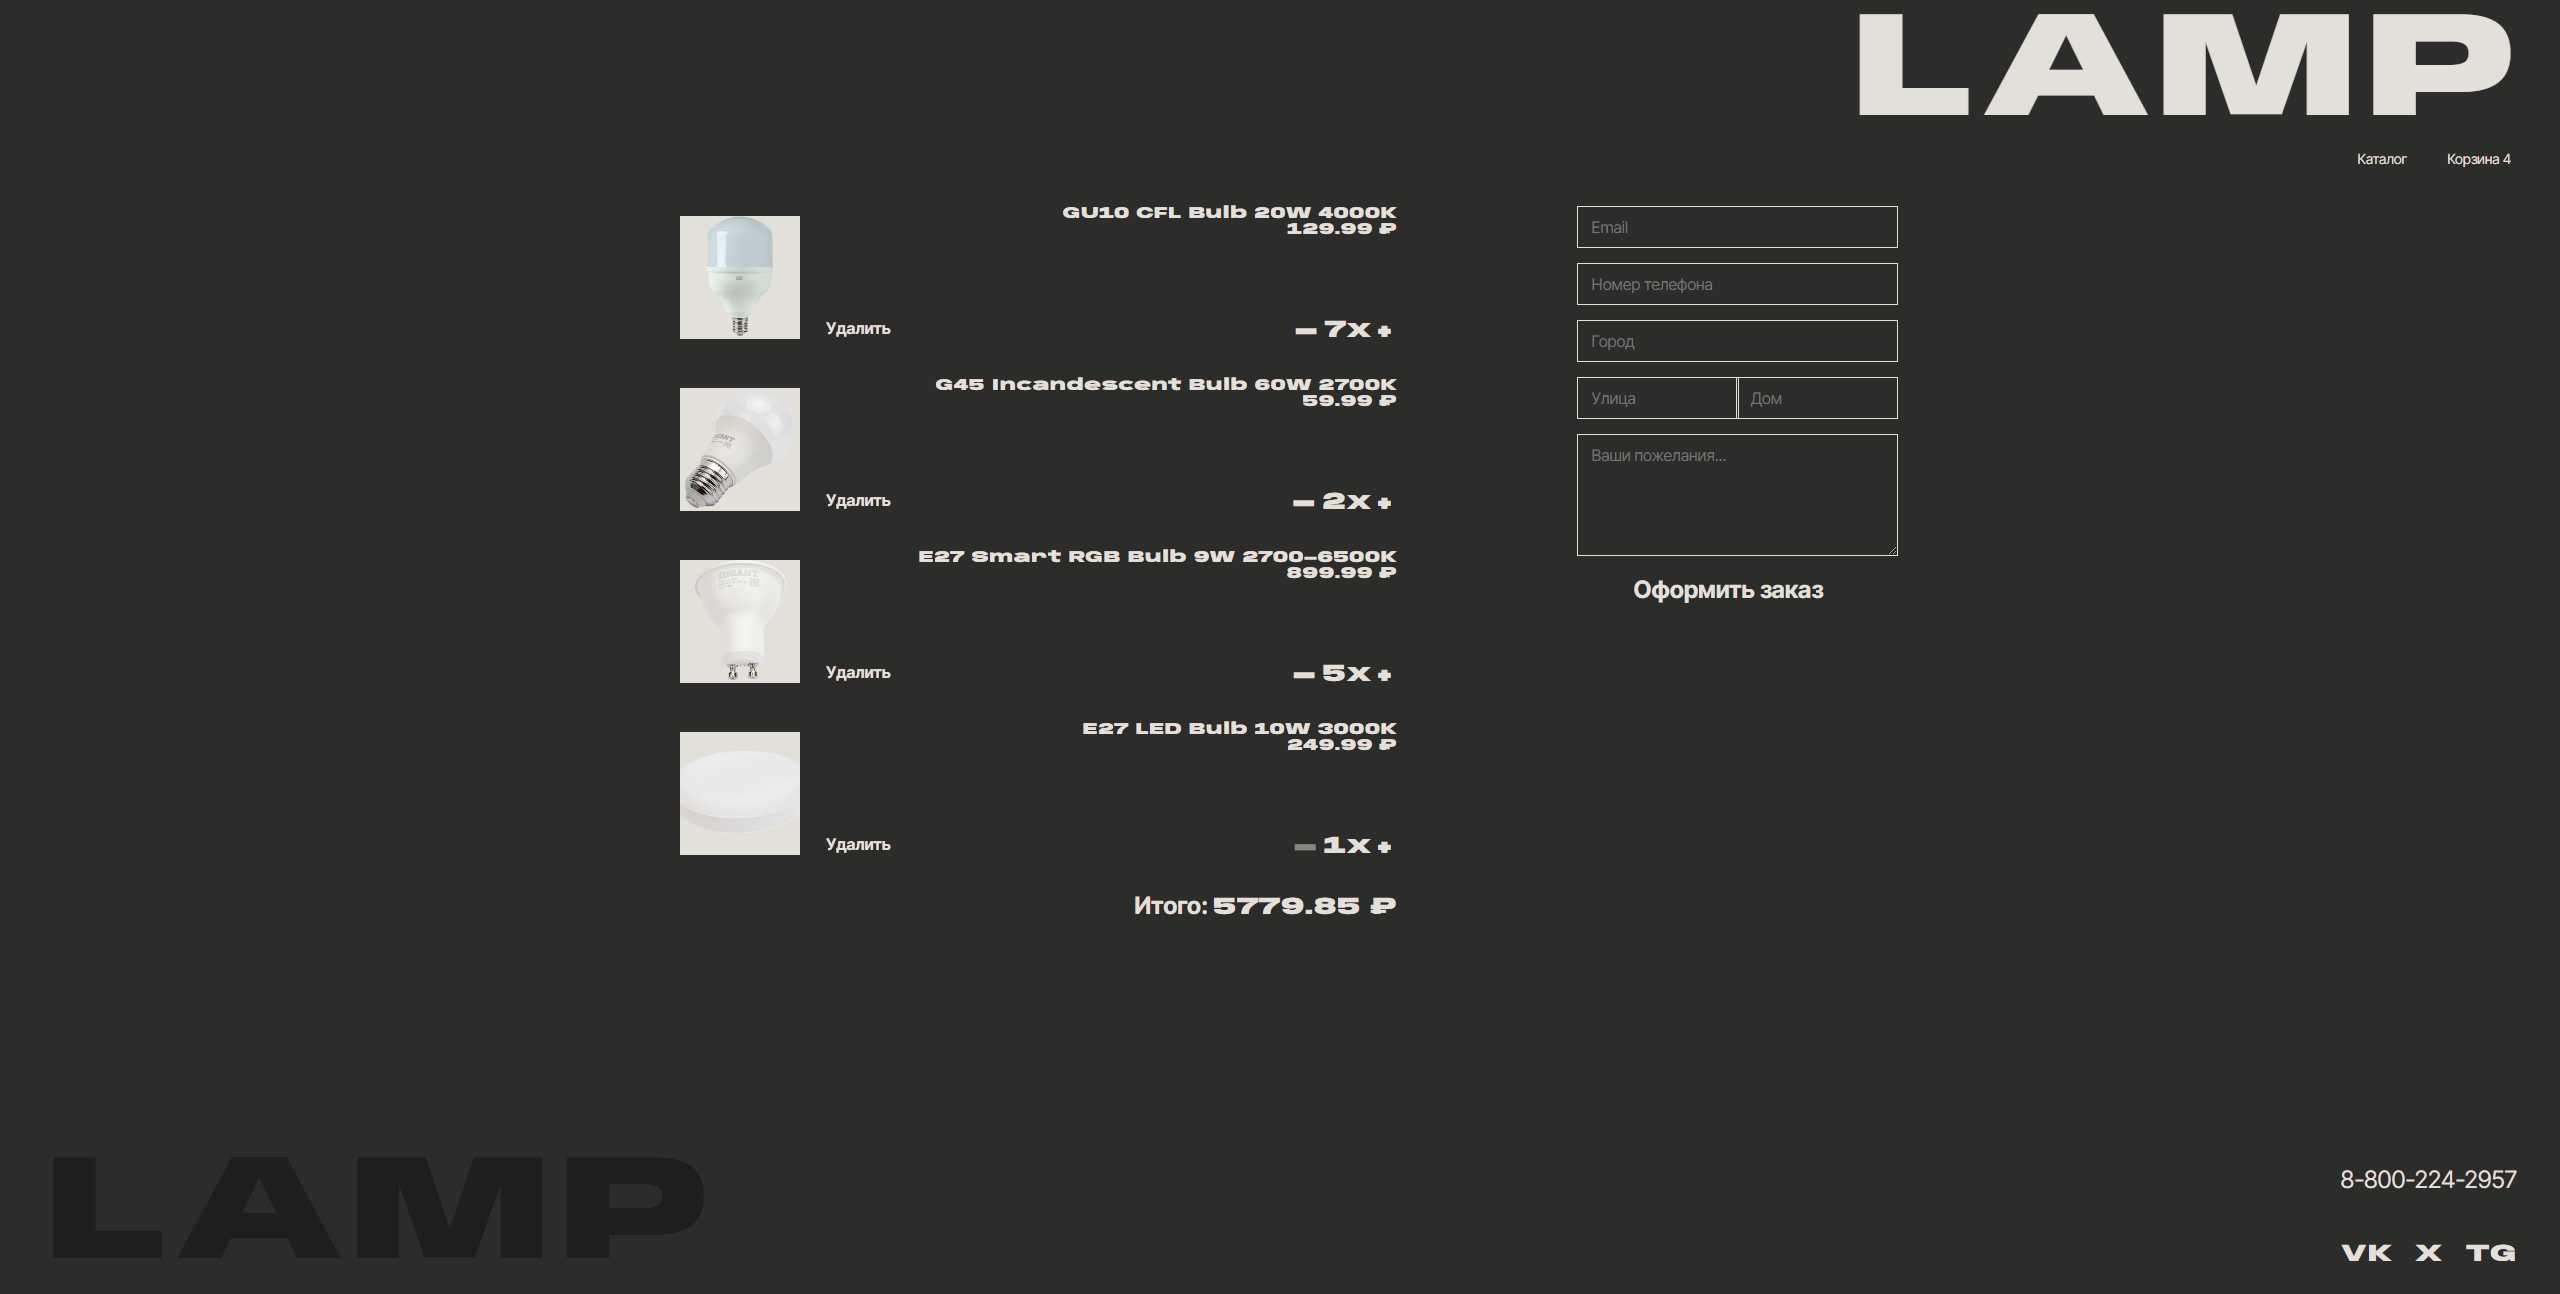 LAMP
Каталог Корзина 4
GU10 CFL Bulb 20W 4000K
129.99 ₽
Удалить
– 7x +
G45 Incandescent Bulb 60W 2700K
59.99 ₽
Удалить
– 2x +
E27 Smart RGB Bulb 9W 2700-6500K
899.99 ₽
GIGANT
Удалить
– 5x +
E27 LED Bulb 10W 3000K
249.99 ₽
Удалить
– 1x +
Итого: 5779.85 ₽
Email
Номер телефона
Город
Улица
Дом
Ваши пожелания...
Оформить заказ
LAMP
8-800-224-2957
VK X TG